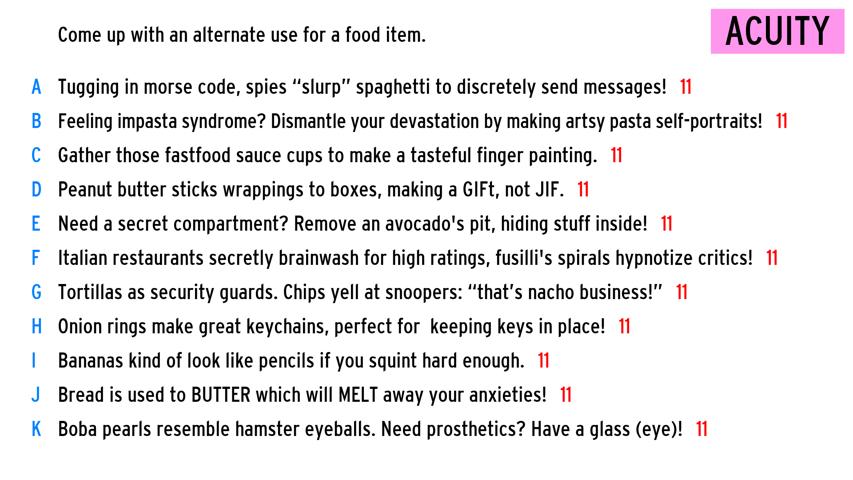 Come up with an alternate use for a food item.
ACUITY
A Tugging in morse code, spies “slurp” spaghetti to discretely send messages! 11
B Feeling impasta syndrome? Dismantle your devastation by making artsy pasta self-portraits! 11
C Gather those fastfood sauce cups to make a tasteful finger painting. 11
D Peanut butter sticks wrappings to boxes, making a GIFt, not JIF. 11
E Need a secret compartment? Remove an avocado's pit, hiding stuff inside! 11
F Italian restaurants secretly brainwash for high ratings, fusilli's spirals hypnotize critics! 11
G Tortillas as security guards. Chips yell at snoopers: “that’s nacho business!” 11
H Onion rings make great keychains, perfect for  keeping keys in place! 11
I Bananas kind of look like pencils if you squint hard enough. 11
J Bread is used to BUTTER which will MELT away your anxieties! 11
K Boba pearls resemble hamster eyeballs. Need prosthetics? Have a glass (eye)! 11